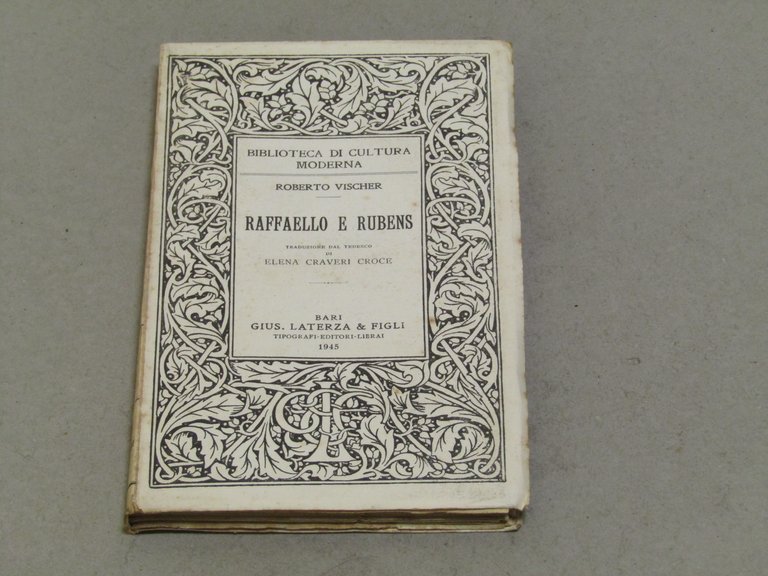 BIBLIOTECA DI CULTURA
MODERNA
ROBERTO VISCHER
RAFFAELLO E RUBENS
TRADUZIONE DAL TEDESCO
DI
ELENA CRAVERI CROCE
BARI
GIUS. LATERZA & FIGLI
TIPOGRAFI-EDITORI-LIBRAI
1945